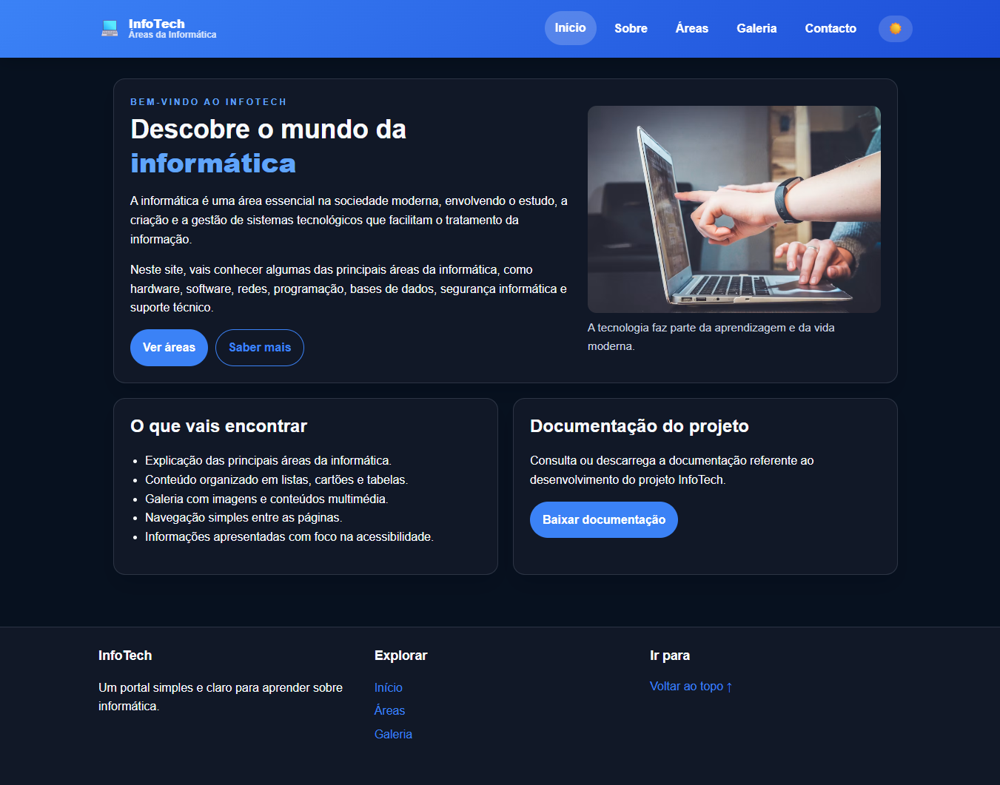 InfoTech
Áreas da Informática
Início
Sobre
Áreas
Galeria
Contacto
BEM-VINDO AO INFOTECH
Descobre o mundo da
informática
A informática é uma área essencial na sociedade moderna, envolvendo o estudo, a
criação e a gestão de sistemas tecnológicos que facilitam o tratamento da
informação.
Neste site, vais conhecer algumas das principais áreas da informática, como
hardware, software, redes, programação, bases de dados, segurança informática e
suporte técnico.
Ver áreas
Saber mais
A tecnologia faz parte da aprendizagem e da vida
moderna.
O que vais encontrar
• Explicação das principais áreas da informática.
• Conteúdo organizado em listas, cartões e tabelas.
• Galeria com imagens e conteúdos multimédia.
• Navegação simples entre as páginas.
• Informações apresentadas com foco na acessibilidade.
Documentação do projeto
Consulta ou descarrega a documentação referente ao
desenvolvimento do projeto InfoTech.
Baixar documentação
InfoTech
Um portal simples e claro para aprender sobre
informática.
Explorar
Início
Áreas
Galeria
Ir para
Voltar ao topo ↑